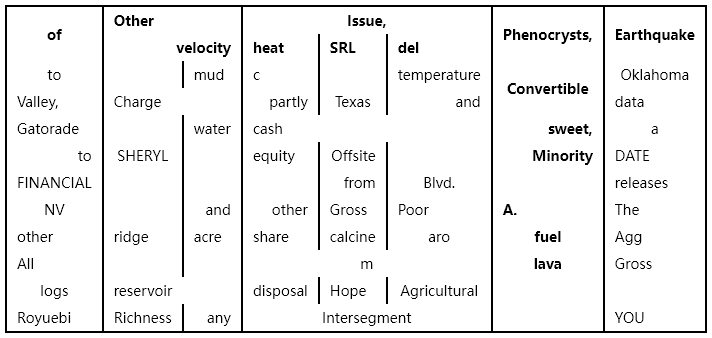 of Other Issue, Phenocrysts, Earthquake
velocity heat SRL del
to mud c temperature Convertible Oklahoma
Valley, Charge partly Texas and data
Gatorade water cash sweet, a
to SHERYL equity Offsite Minority DATE
FINANCIAL from Blvd. releases
NV and other Gross Poor A. The
other ridge acre share calcine aro fuel Agg
All m lava Gross
logs reservoir disposal Hope Agricultural
Royuebi Richness any Intersegment YOU